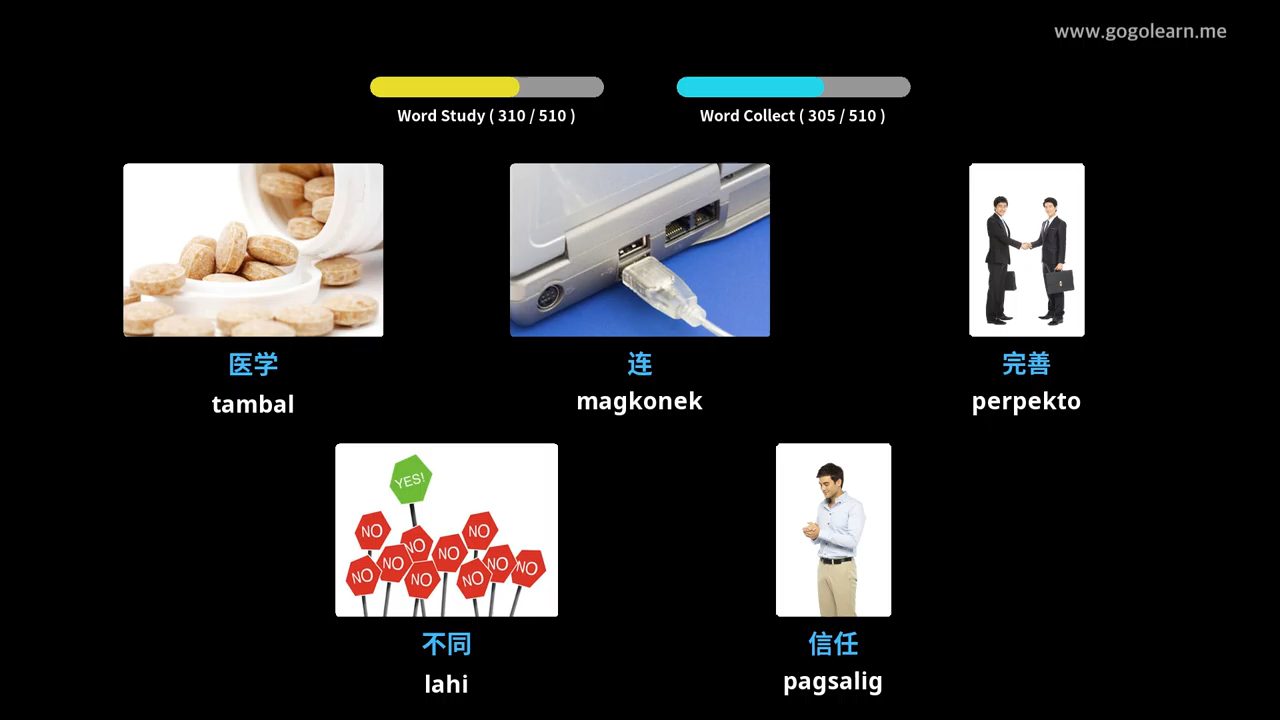 www.gogolearn.me
Word Study ( 310 / 510 )
Word Collect ( 305 / 510 )
医学
tambal
连
magkonek
完善
perpekto
YES!
NO
NO
NO
NO
NO
NO
NO
NO
NO
NO
不同
lahi
信任
pagsalig